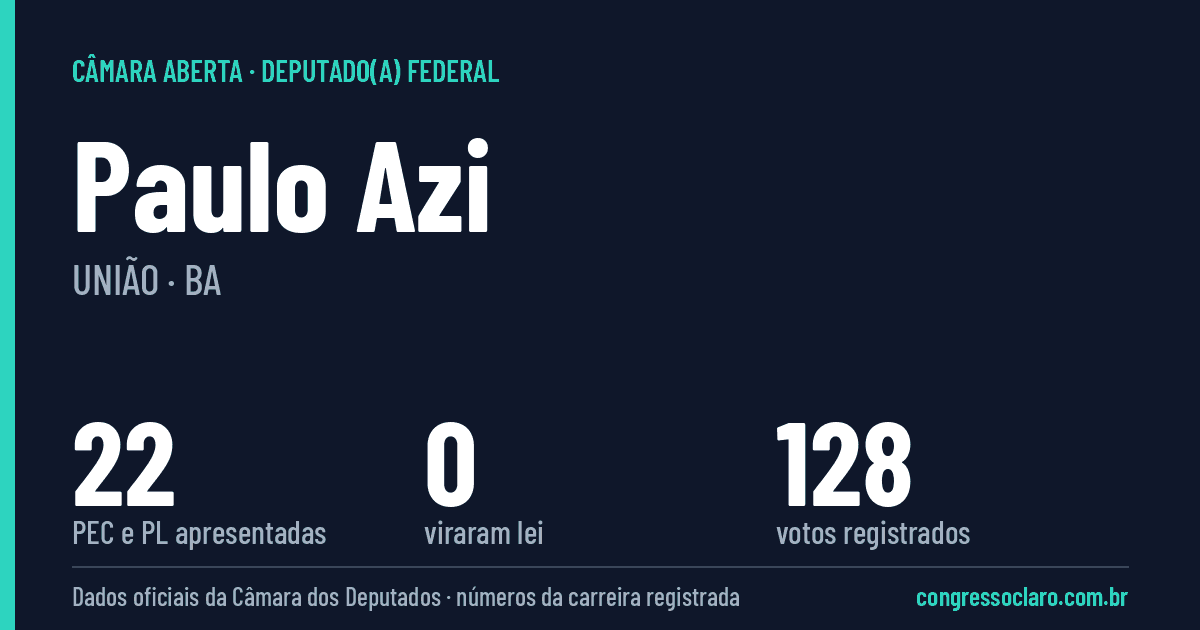 CÂMARA ABERTA · DEPUTADO(A) FEDERAL
Paulo Azi
UNIÃO · BA
22
PEC e PL apresentadas
0
viraram lei
128
votos registrados
Dados oficiais da Câmara dos Deputados · números da carreira registrada
congressoclaro.com.br